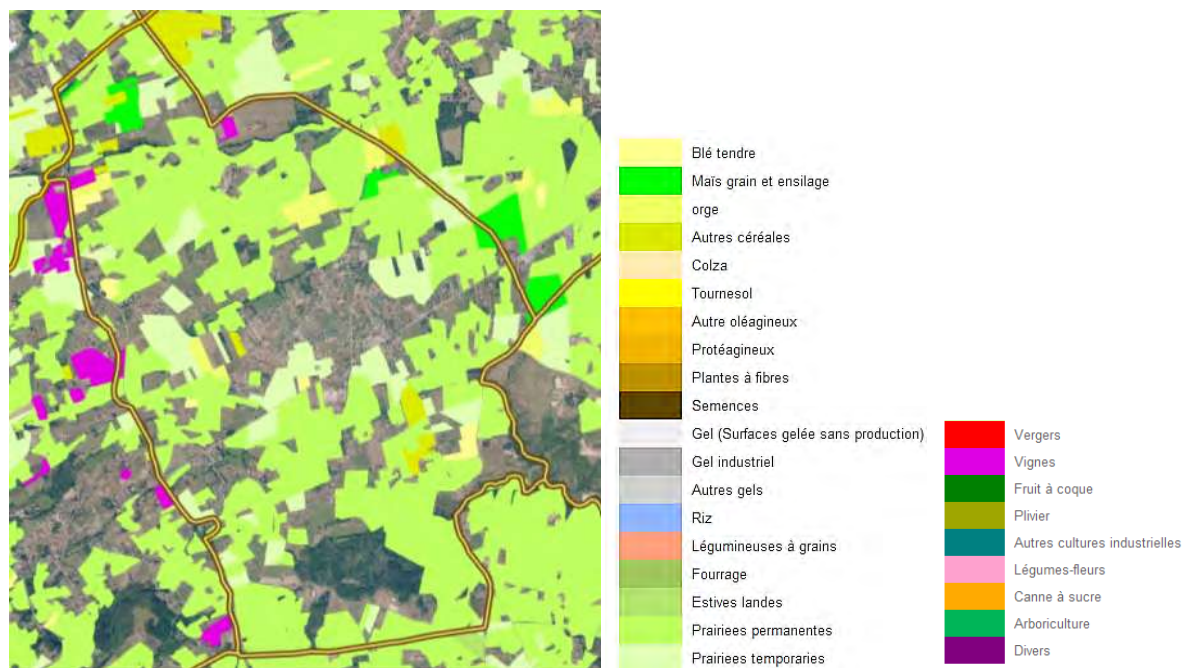 Blé tendre
Maïs grain et ensilage
orge
Autres céréales
Colza
Tournesol
Autre oléagineux
Protéagineux
Plantes à fibres
Semences
Gel (Surfaces gelée sans production)
Gel industriel
Autres gels
Riz
Légumineuses à grains
Fourrage
Estives landes
Prairiees permanentes
Prairiees temporaries
Vergers
Vignes
Fruit à coque
Plivier
Autres cultures industrielles
Légumes-fleurs
Canne à sucre
Arboriculture
Divers